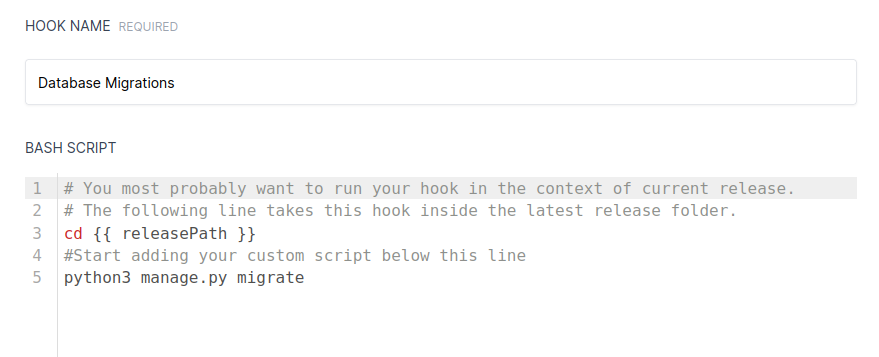 HOOK NAME REQUIRED
Database Migrations
BASH SCRIPT
1 # You most probably want to run your hook in the context of current release.
2 # The following line takes this hook inside the latest release folder.
3 cd {{ releasePath }}
4 #Start adding your custom script below this line
5 python3 manage.py migrate